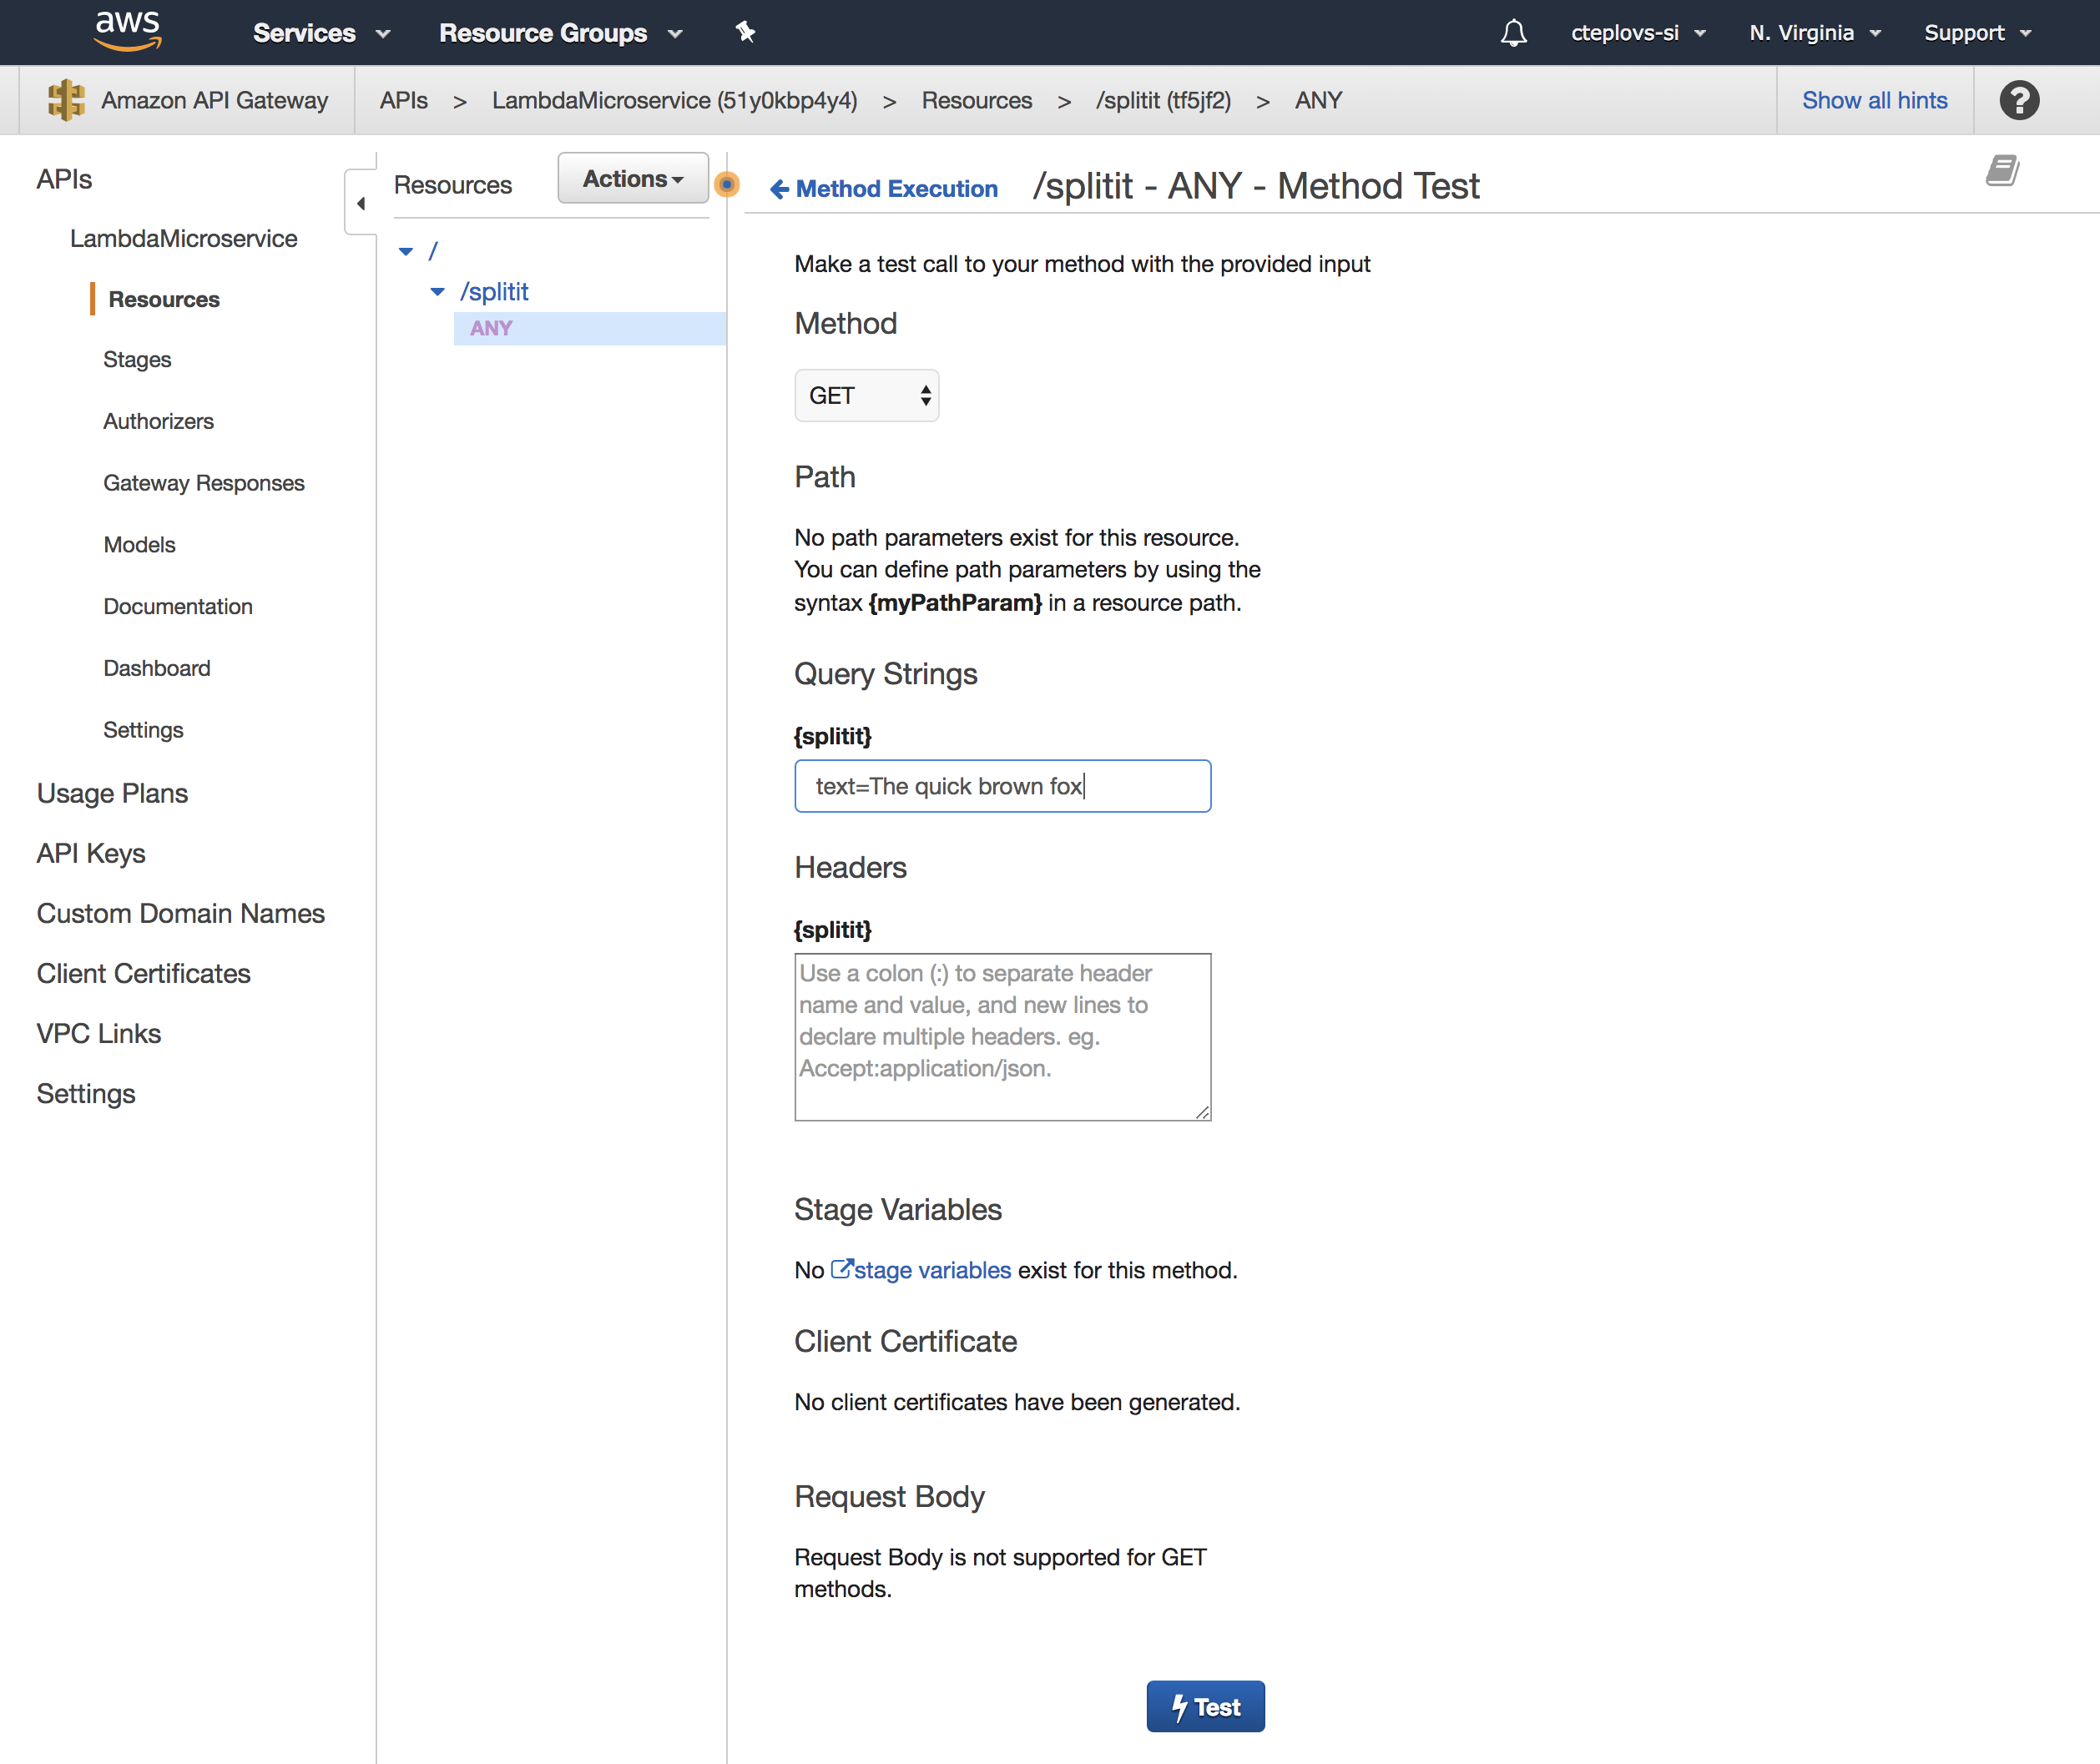 aws Services Resource Groups cteplovs-si N. Virginia Support
Amazon API Gateway APIs > LambdaMicroservice (51y0kbp4y4) > Resources > /splitit (tf5jf2) > ANY Show all hints ?
APIs
LambdaMicroservice
Resources
Stages
Authorizers
Gateway Responses
Models
Documentation
Dashboard
Settings
Usage Plans
API Keys
Custom Domain Names
Client Certificates
VPC Links
Settings
Resources Actions
/
/splitit
ANY
Method Execution /splitit - ANY - Method Test
Make a test call to your method with the provided input
Method
GET
Path
No path parameters exist for this resource.
You can define path parameters by using the
syntax {myPathParam} in a resource path.
Query Strings
{splitit}
text=The quick brown fox
Headers
{splitit}
Use a colon (:) to separate header
name and value, and new lines to
declare multiple headers. eg.
Accept:application/json.
Stage Variables
No stage variables exist for this method.
Client Certificate
No client certificates have been generated.
Request Body
Request Body is not supported for GET
methods.
Test